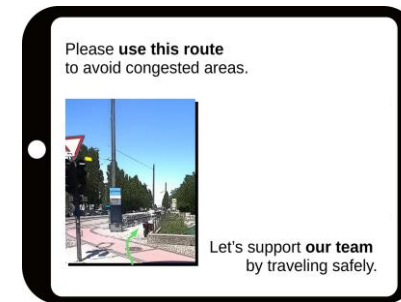 Please use this route
to avoid congested areas.
Let's support our team
by traveling safely.